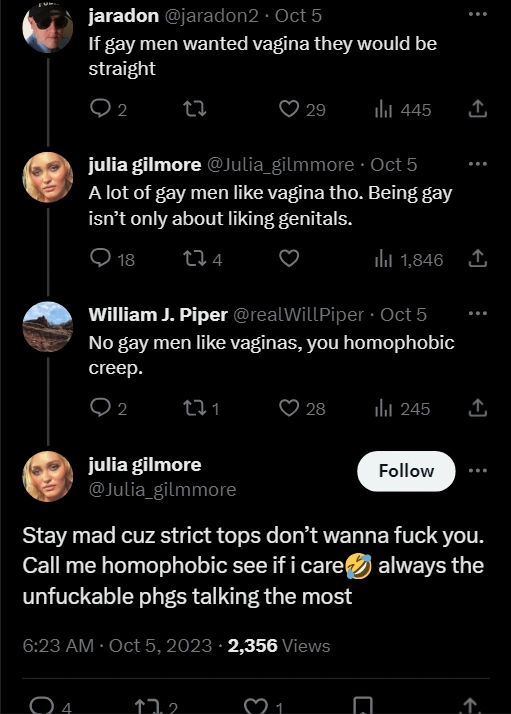 jaradon @jaradon2 · Oct 5
If gay men wanted vagina they would be
straight
2 29 445
julia gilmore @Julia_gilmmore · Oct 5
A lot of gay men like vagina tho. Being gay
isn’t only about liking genitals.
18 4 1,846
William J. Piper @realWillPiper · Oct 5
No gay men like vaginas, you homophobic
creep.
2 1 28 245
julia gilmore
@Julia_gilmmore
Follow
Stay mad cuz strict tops don’t wanna fuck you.
Call me homophobic see if i care🤣 always the
unfuckable phgs talking the most
6:23 AM · Oct 5, 2023 · 2,356 Views
4 2 1